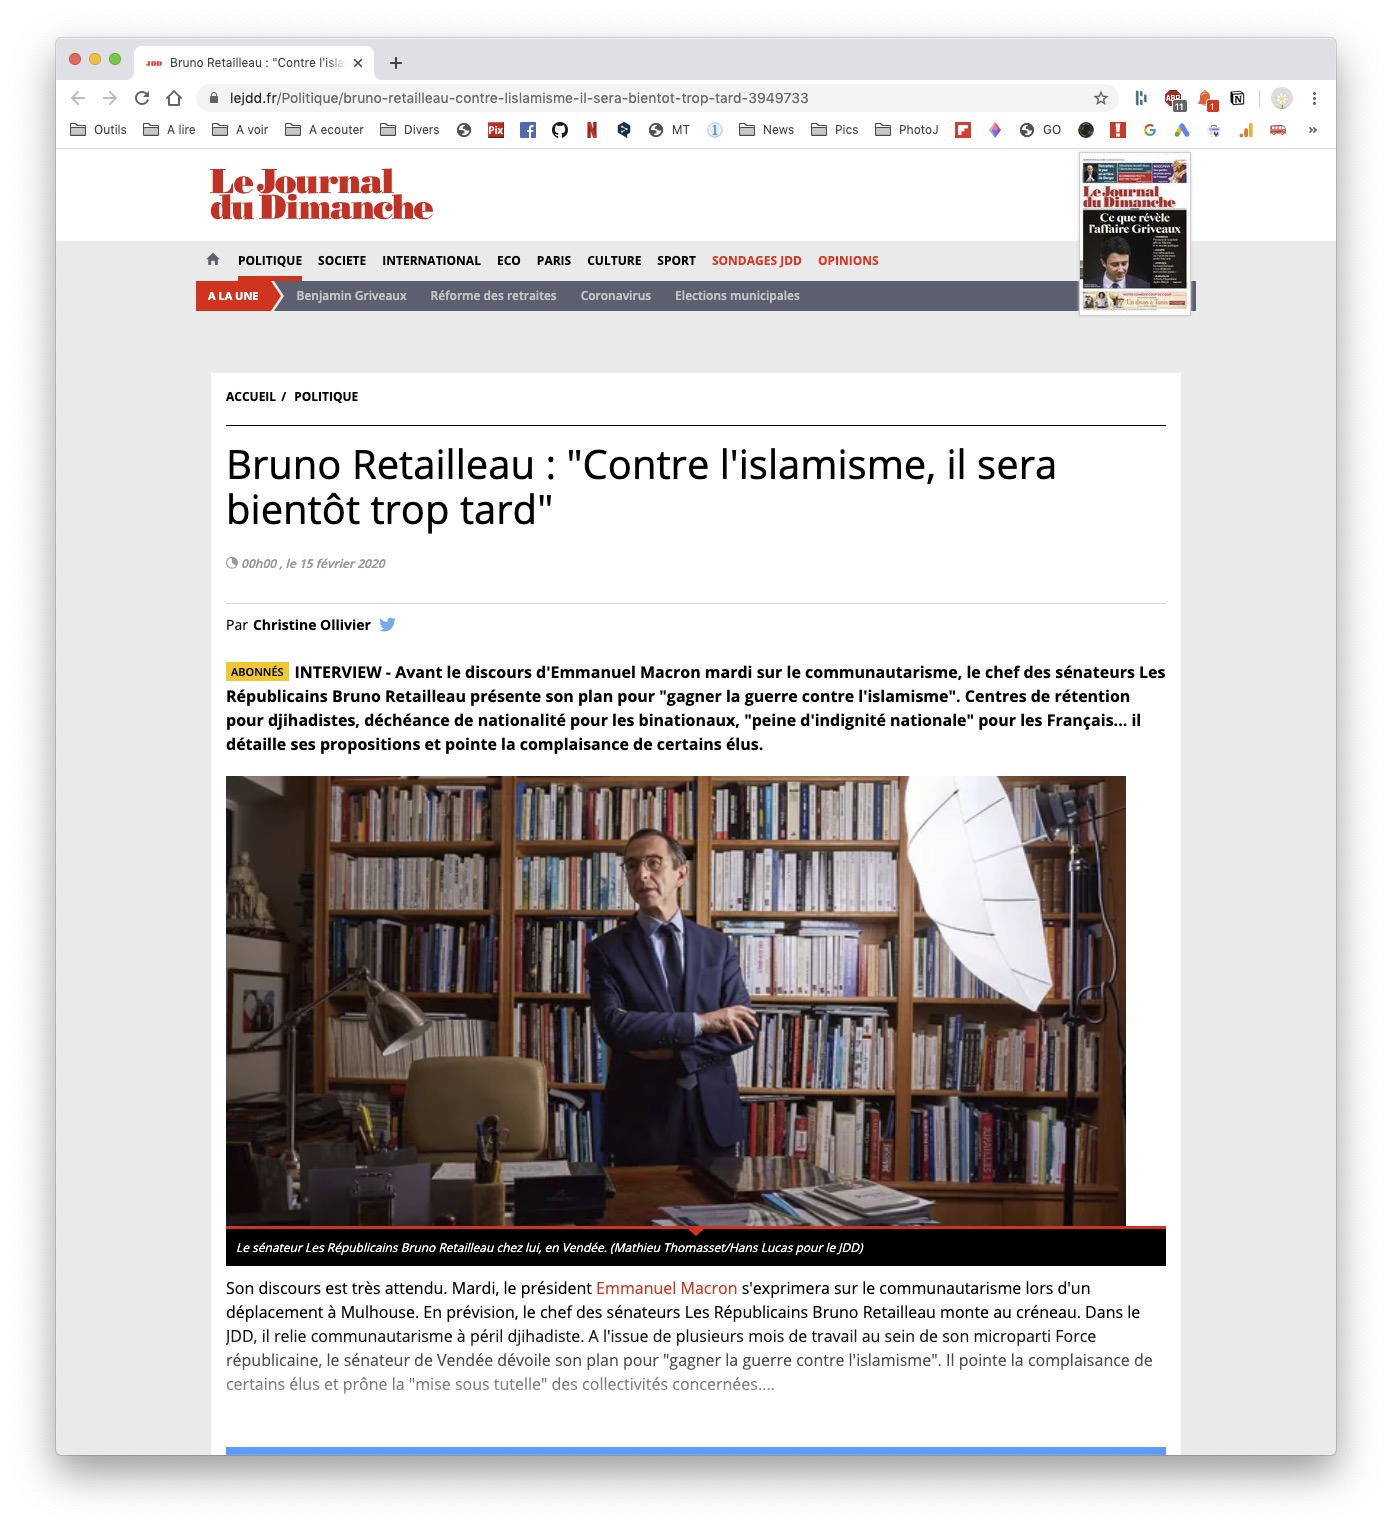 JDD Bruno Retailleau : "Contre l'isla
lejdd.fr/Politique/bruno-retailleau-contre-lislamisme-il-sera-bientot-trop-tard-3949733
ABP 11 1
Outils A lire A voir A ecouter Divers Pix MT 1 News Pics PhotoJ GO »
Le Journal
du Dimanche
Le Journal
du Dimanche
Ce que révèle
l'affaire Griveaux
POLITIQUE SOCIETE INTERNATIONAL ECO PARIS CULTURE SPORT SONDAGES JDD OPINIONS
A LA UNE Benjamin Griveaux Réforme des retraites Coronavirus Elections municipales
ACCUEIL / POLITIQUE
Bruno Retailleau : "Contre l'islamisme, il sera
bientôt trop tard"
00h00 , le 15 février 2020
Par Christine Ollivier
ABONNÉS INTERVIEW - Avant le discours d'Emmanuel Macron mardi sur le communautarisme, le chef des sénateurs Les
Républicains Bruno Retailleau présente son plan pour "gagner la guerre contre l'islamisme". Centres de rétention
pour djihadistes, déchéance de nationalité pour les binationaux, "peine d'indignité nationale" pour les Français... il
détaille ses propositions et pointe la complaisance de certains élus.
Le sénateur Les Républicains Bruno Retailleau chez lui, en Vendée. (Mathieu Thomasset/Hans Lucas pour le JDD)
Son discours est très attendu. Mardi, le président Emmanuel Macron s'exprimera sur le communautarisme lors d'un
déplacement à Mulhouse. En prévision, le chef des sénateurs Les Républicains Bruno Retailleau monte au créneau. Dans le
JDD, il relie communautarisme à péril djihadiste. A l'issue de plusieurs mois de travail au sein de son microparti Force
républicaine, le sénateur de Vendée dévoile son plan pour "gagner la guerre contre l'islamisme". Il pointe la complaisance de
certains élus et prône la "mise sous tutelle" des collectivités concernées....